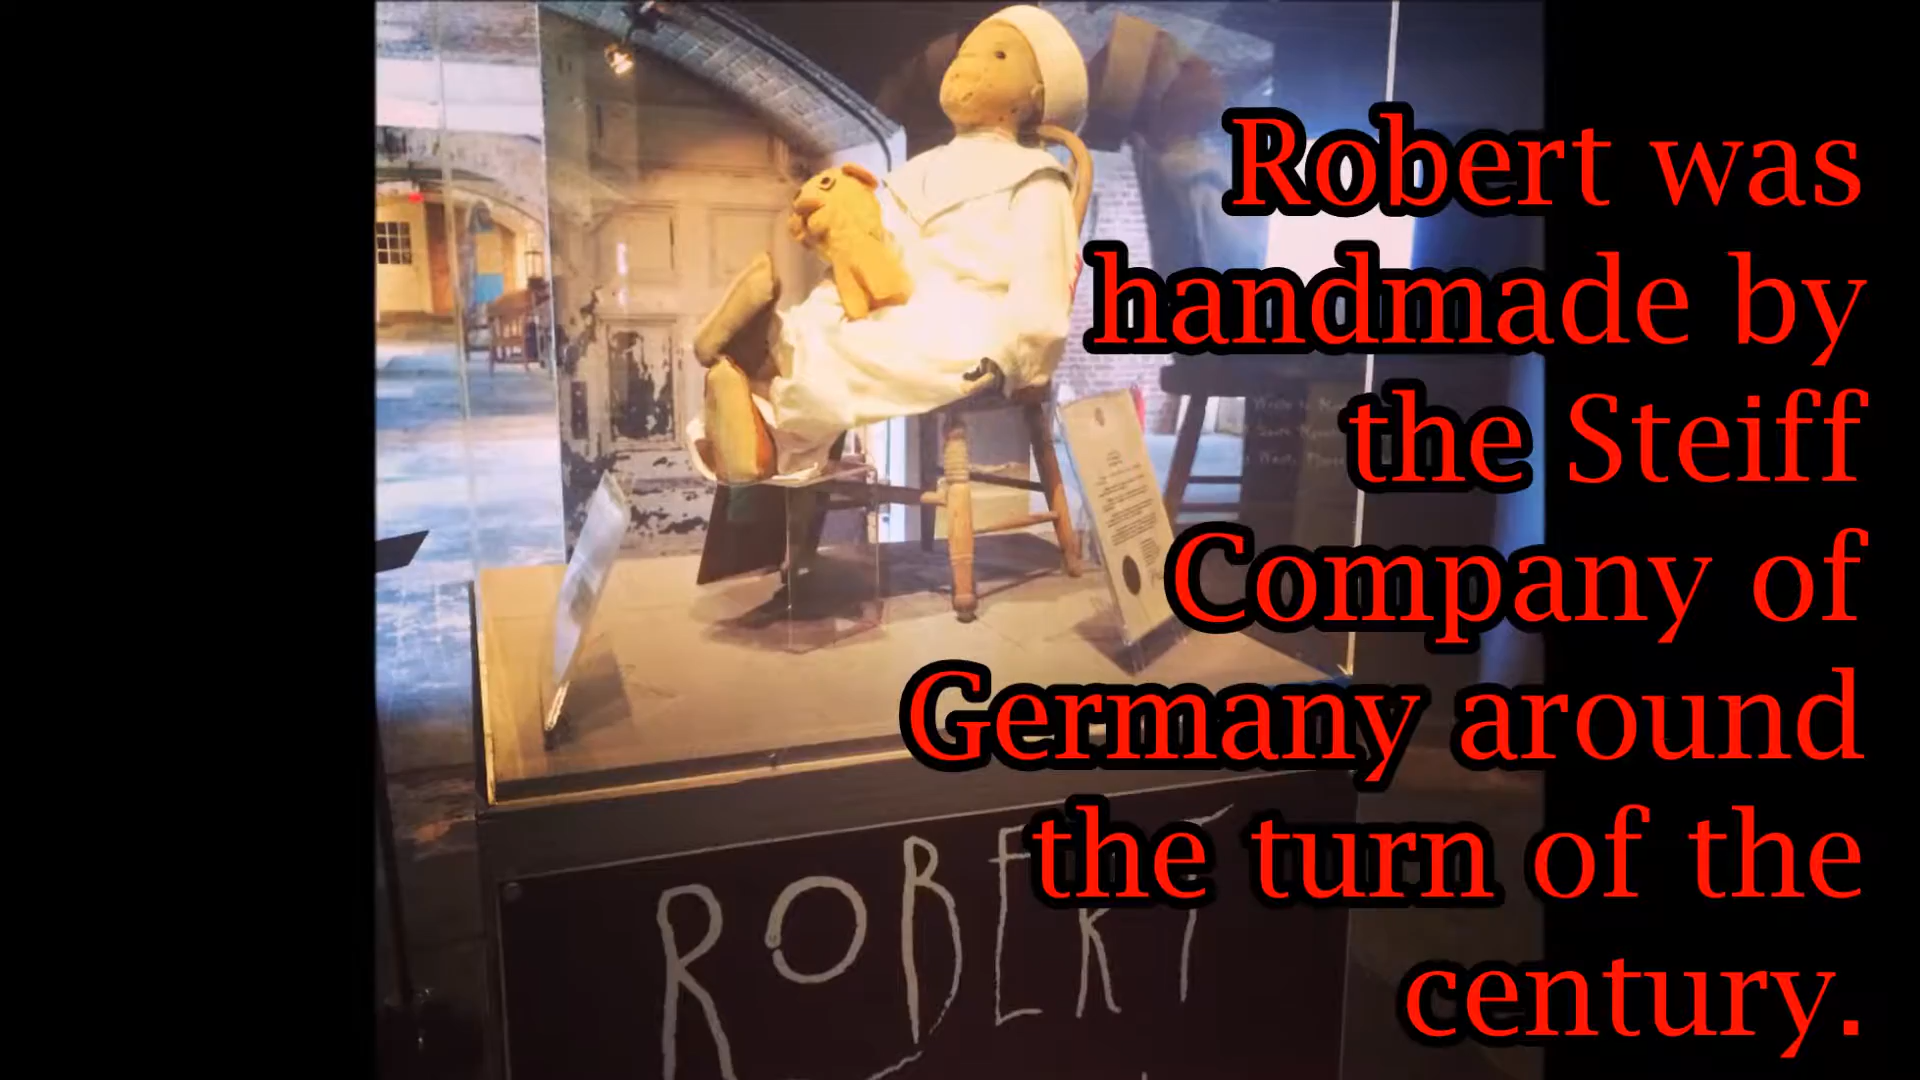 Robert was
handmade by
the Steiff
Company of
Germany around
the turn of the
century.
ROBERT